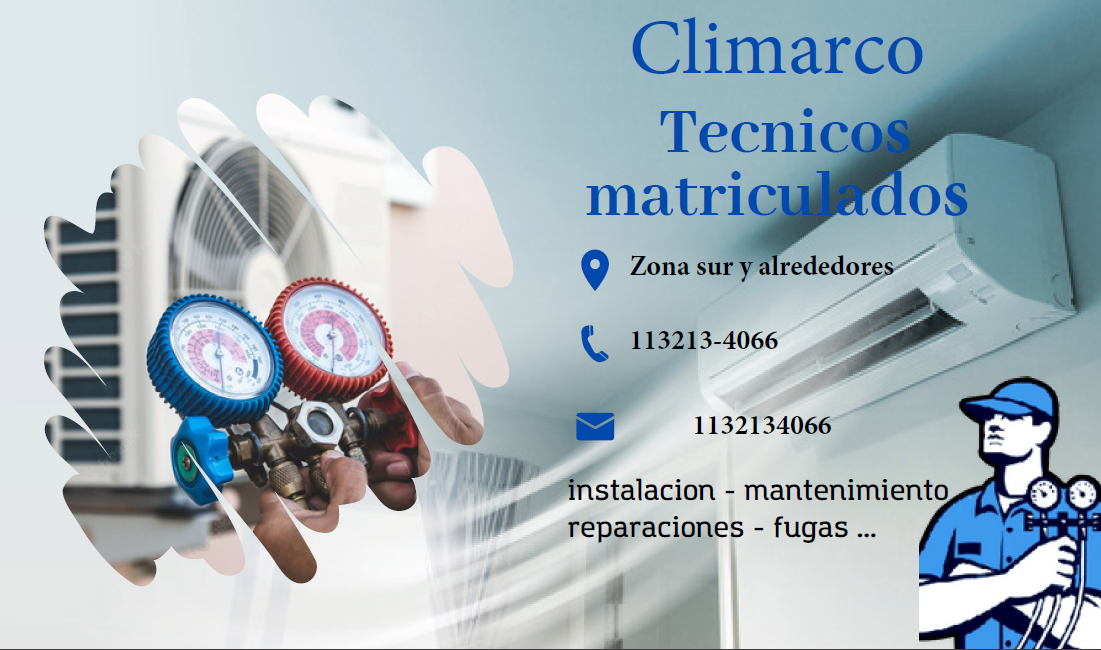 Climarco
Tecnicos
matriculados
Zona sur y alrededores
113213-4066
1132134066
instalacion - mantenimiento
reparaciones - fugas ...